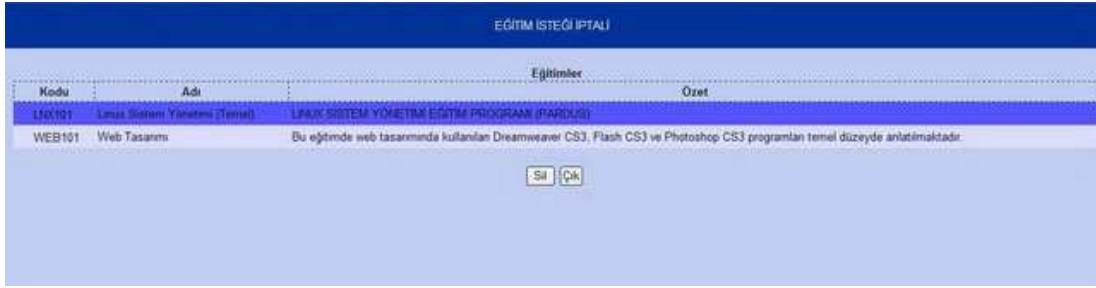 EĞİTİM İSTEĞİ İPTALİ
Eğitimler
Kodu Adı Özet
LNX101 Linux Sistem Yönetimi (Temel) LINUX SİSTEM YÖNETİMİ EĞİTİM PROGRAMI (PARDUS)
WEB101 Web Tasarımı Bu eğitimde web tasarımında kullanılan Dreamweaver CS3, Flash CS3 ve Photoshop CS3 programları temel düzeyde anlatılmaktadır.
Sil Çık